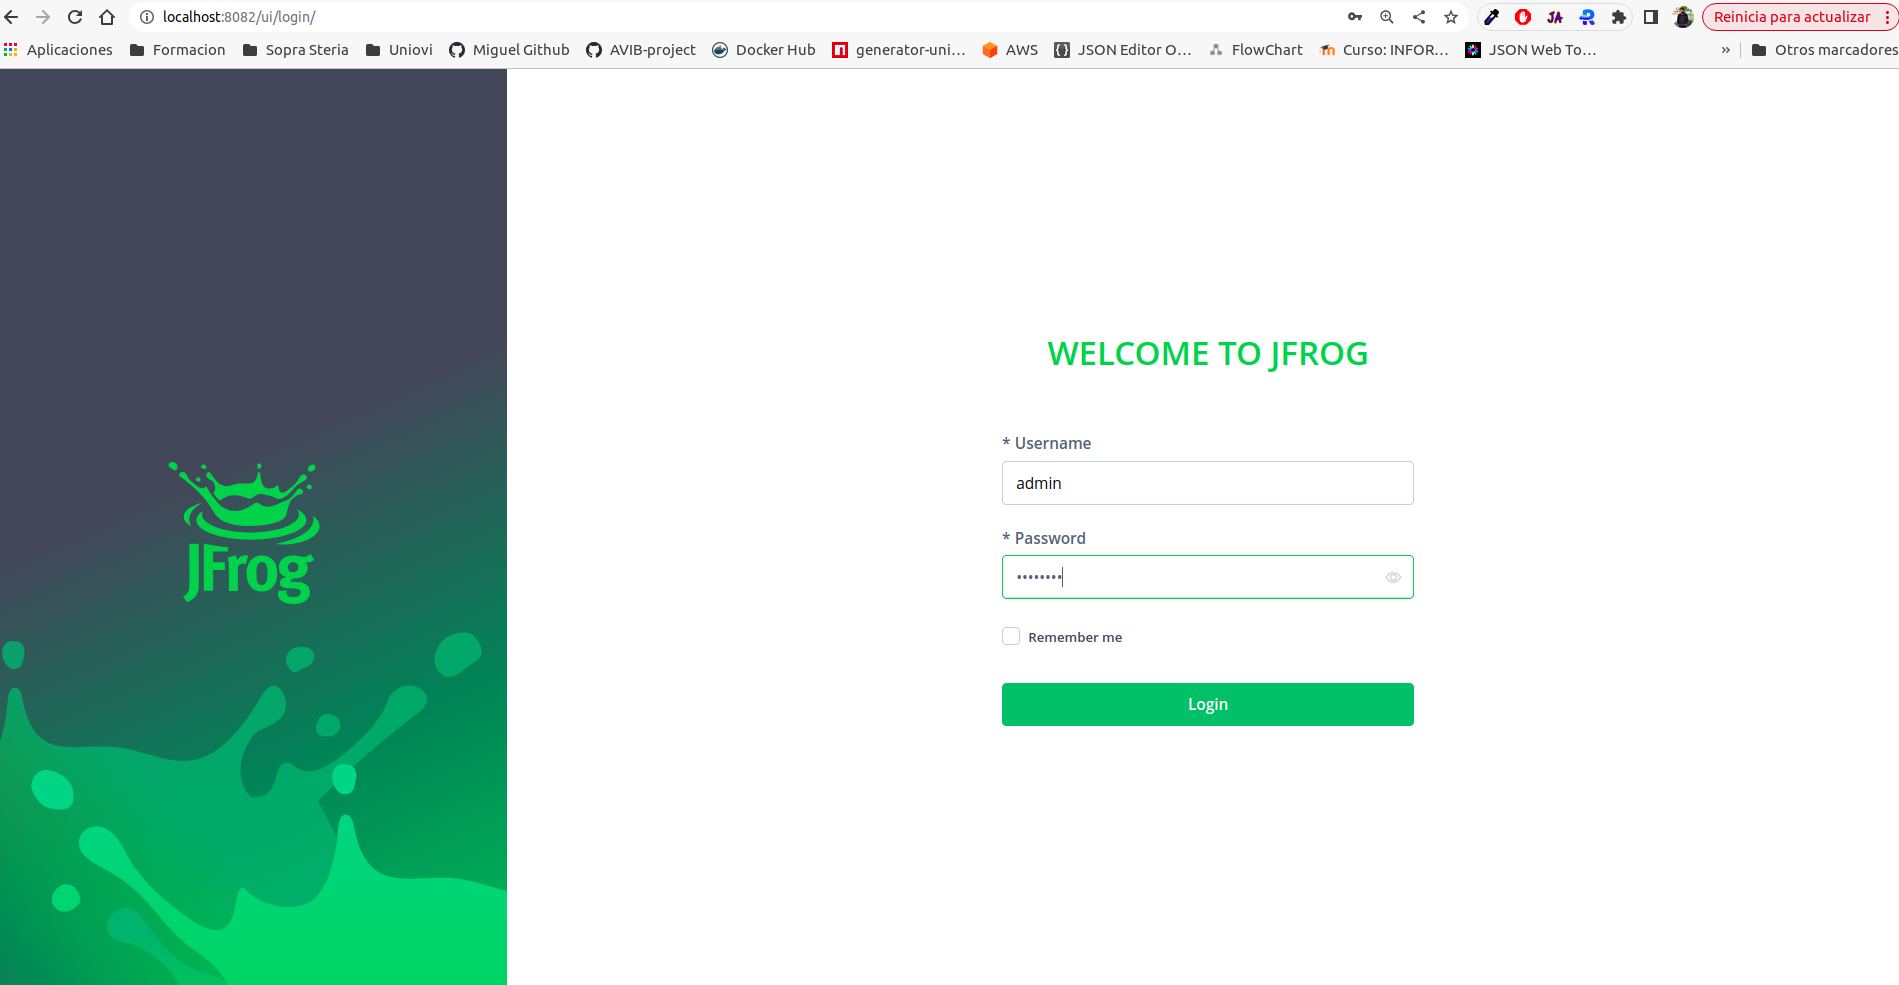 localhost:8082/ui/login/
Reinicia para actualizar
Aplicaciones Formacion Sopra Steria Uniovi Miguel Github AVIB-project Docker Hub generator-uni... AWS JSON Editor O... FlowChart Curso: INFOR... JSON Web To... » Otros marcadores
JFrog
WELCOME TO JFROG
* Username
admin
* Password
••••••••
Remember me
Login